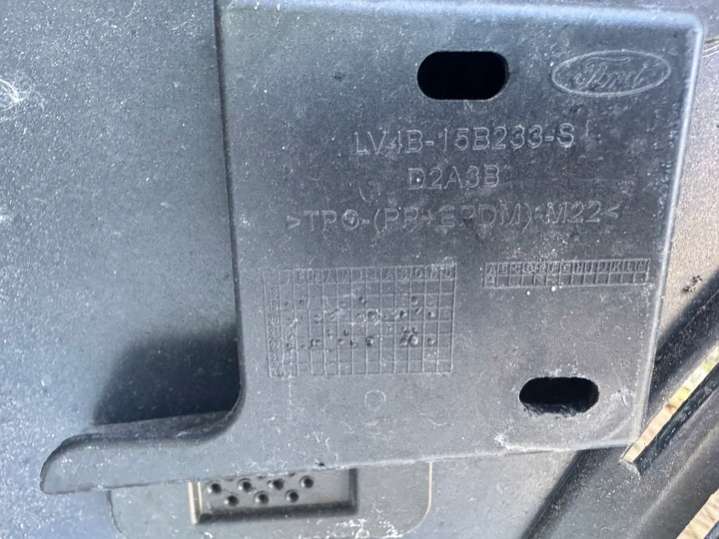 Ford
LV4B-15B233-S
D2A3B
>TPO-(PP+EPDM)-M22<